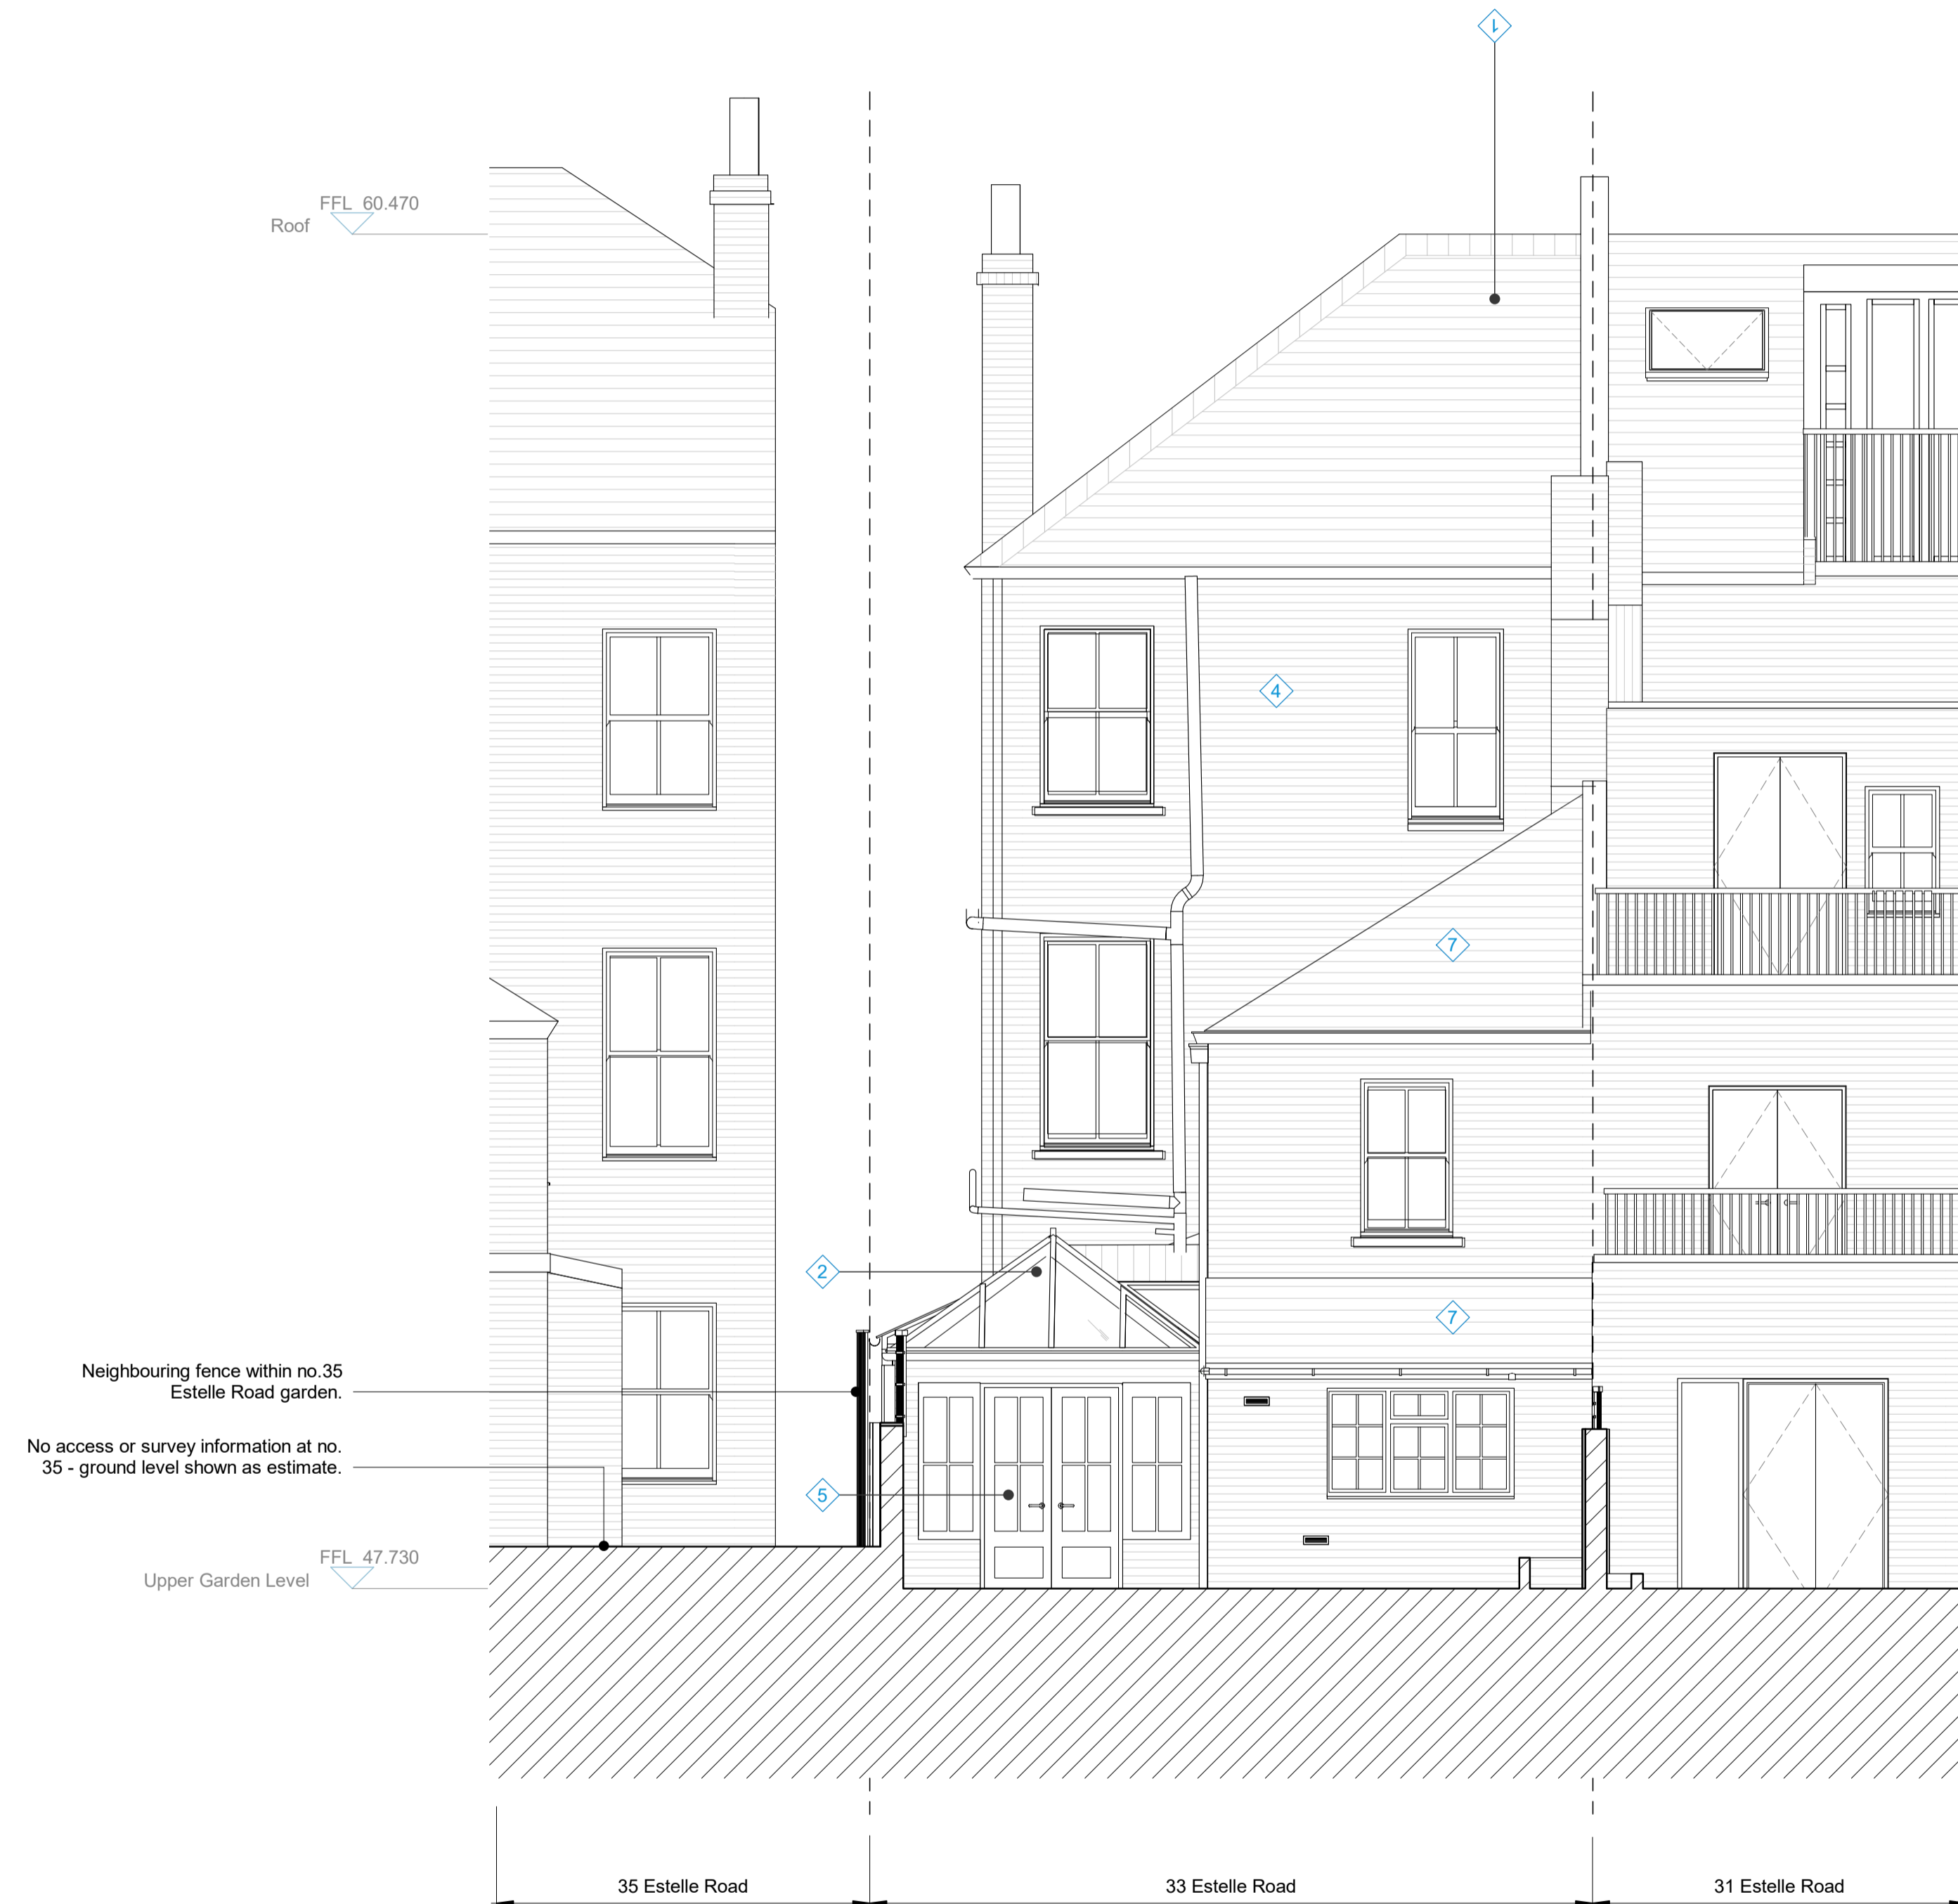 1
FFL 60.470
Roof
4
7
2
7
Neighbouring fence within no.35
Estelle Road garden.
No access or survey information at no.
35 - ground level shown as estimate.
5
FFL 47.730
Upper Garden Level
35 Estelle Road
33 Estelle Road
31 Estelle Road